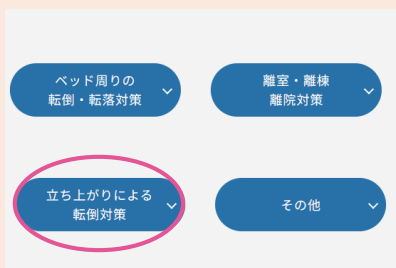 ベッド周りの
転倒・転落対策
離室・離棟
離院対策
立ち上がりによる
転倒対策
その他